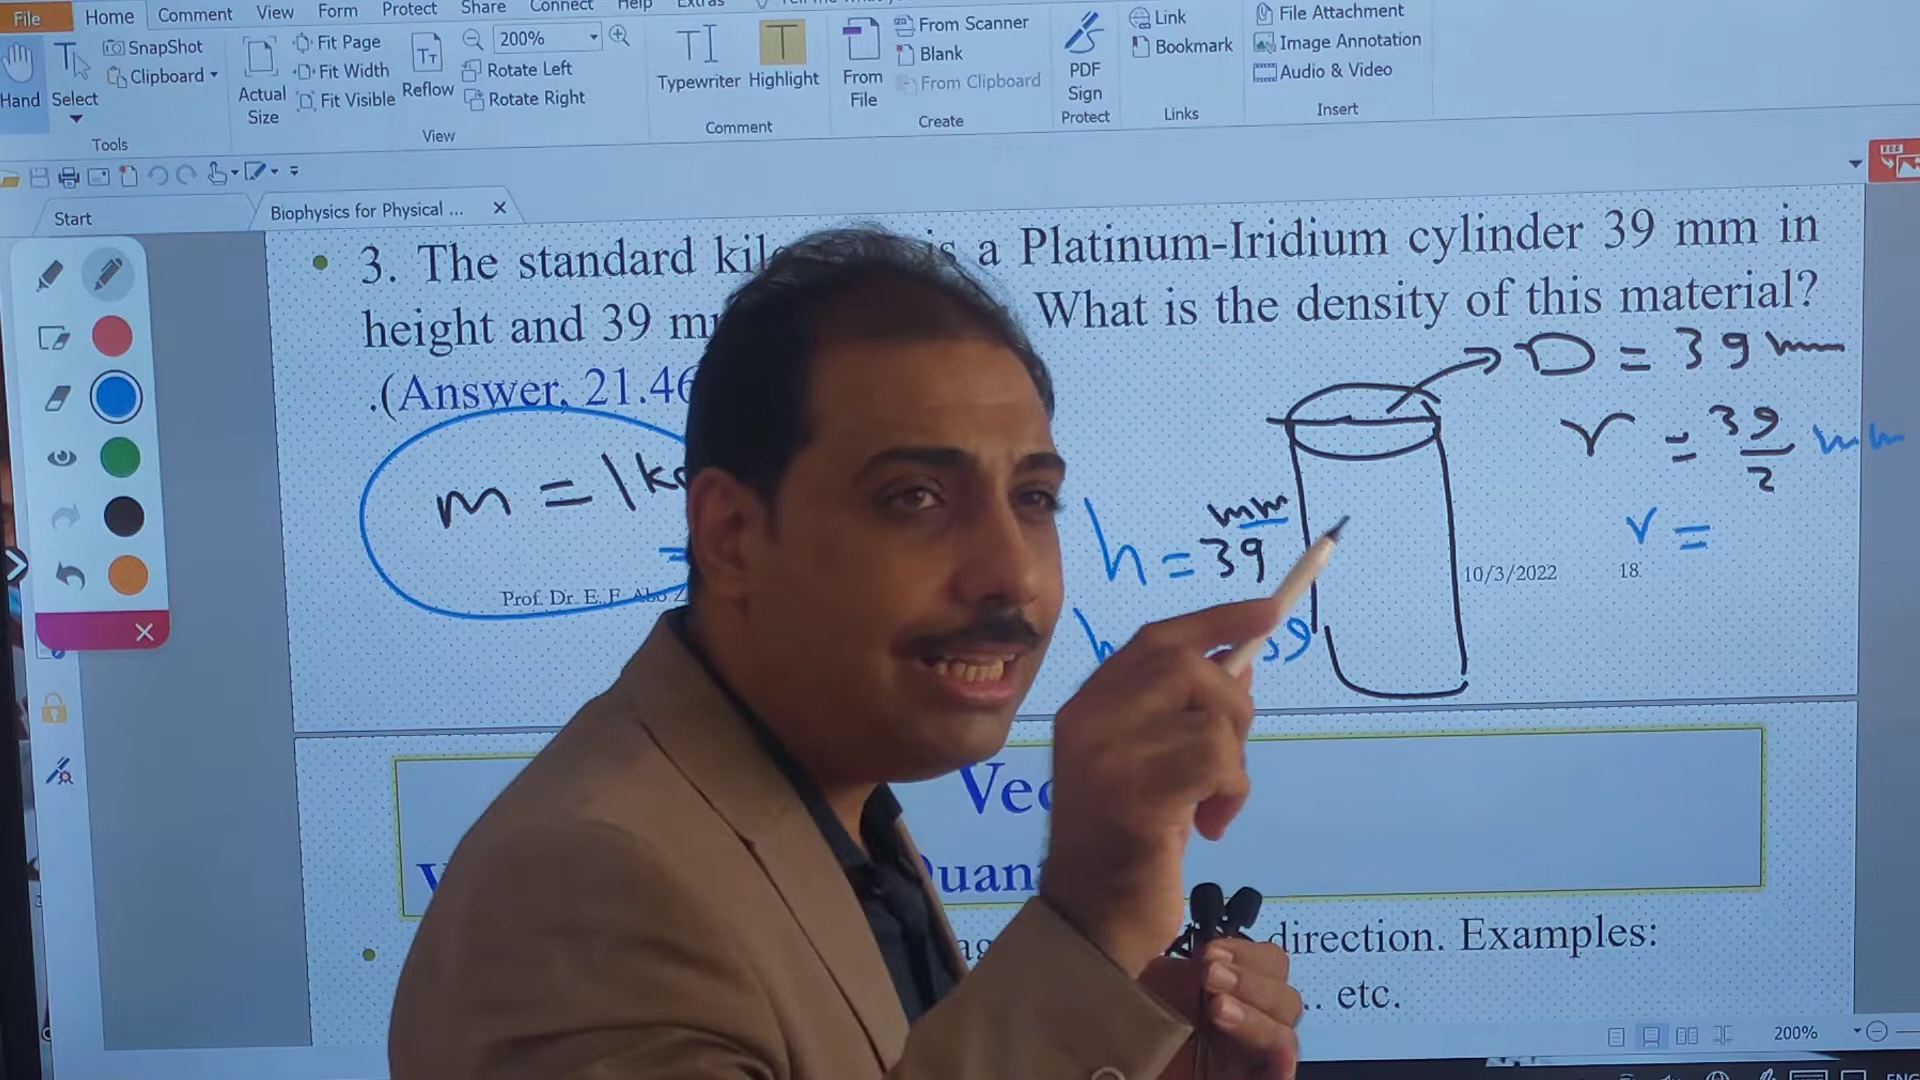 File Home Comment View Form Protect Share Connect Help Extras
Hand
Select
SnapShot
Clipboard
Tools
Actual Size
Fit Page
Fit Width
Fit Visible
Reflow
200%
Rotate Left
Rotate Right
View
Typewriter
Highlight
Comment
From File
From Scanner
Blank
From Clipboard
Create
PDF Sign
Protect
Link
Bookmark
Links
File Attachment
Image Annotation
Audio & Video
Insert
Start
Biophysics for Physical ...
3. The standard is a Platinum-Iridium cylinder 39 mm in
height and 39 What is the density of this material?
.(Answer. 21.46
D = 39 mm
r = 39/2 mm
m = 1
h = 39 mm
r =
h 39
Prof. Dr. E. F.
10/3/2022
18
direction. Examples:
.. etc.
200%
ENG